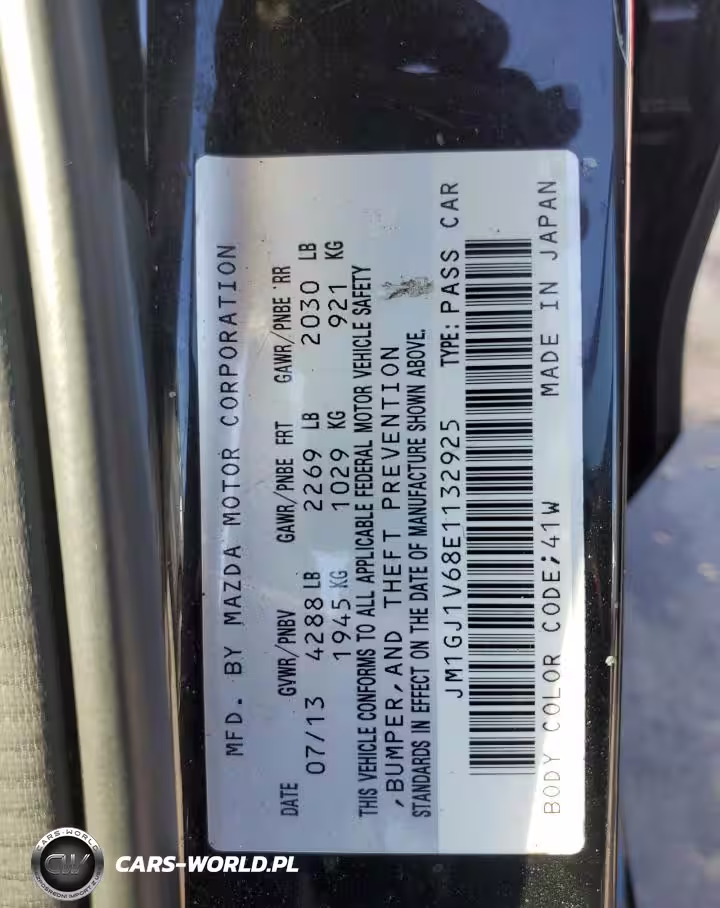 MFD. BY MAZDA MOTOR CORPORATION
DATE GVWR/PNBV GAWR/PNBE FRT GAWR/PNBE RR
07/13 4288 LB 2269 LB 2030 LB
1945 KG 1029 KG 921 KG
THIS VEHICLE CONFORMS TO ALL APPLICABLE FEDERAL MOTOR VEHICLE SAFETY
,BUMPER, AND THEFT PREVENTION
STANDARDS IN EFFECT ON THE DATE OF MANUFACTURE SHOWN ABOVE.
JM1GJ1V68E1132925 TYPE: PASS CAR
BODY COLOR CODE;41W MADE IN JAPAN
CARS-WORLD
CW
CARS-WORLD.PL